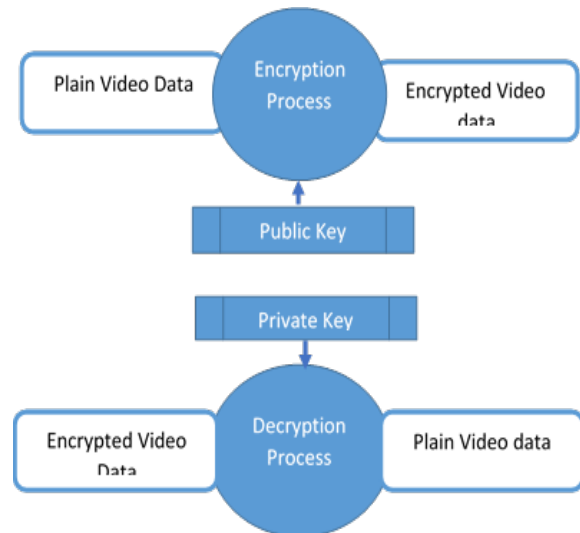 Plain Video Data
Encryption
Process
Encrypted Video
data
Public Key
Private Key
Encrypted Video
Data
Decryption
Process
Plain Video data